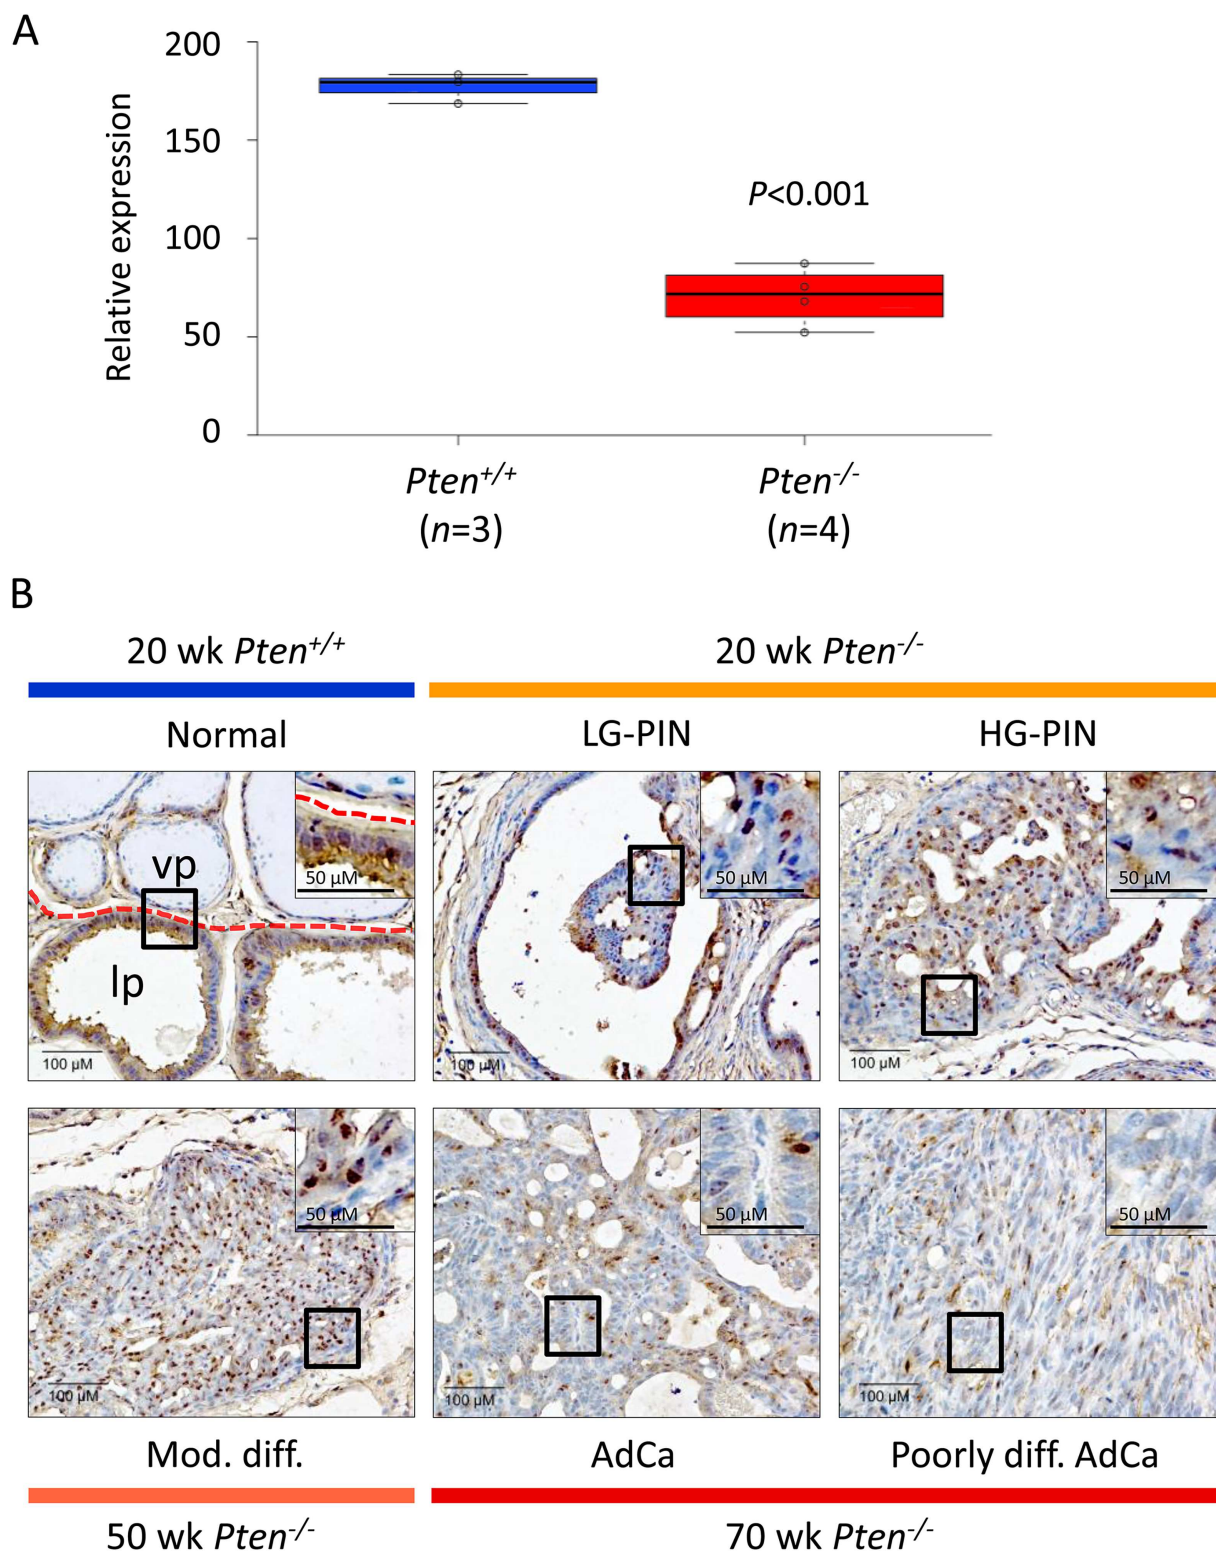 A
200
150
100
50
0
Relative expression
P<0.001
Pten+/+
(n=3)
Pten-/-
(n=4)
B
20 wk Pten+/+
20 wk Pten-/-
Normal
LG-PIN
HG-PIN
vp
lp
50 µM
100 µM
50 µM
100 µM
50 µM
100 µM
50 µM
100 µM
50 µM
100 µM
50 µM
100 µM
Mod. diff.
AdCa
Poorly diff. AdCa
50 wk Pten-/-
70 wk Pten-/-